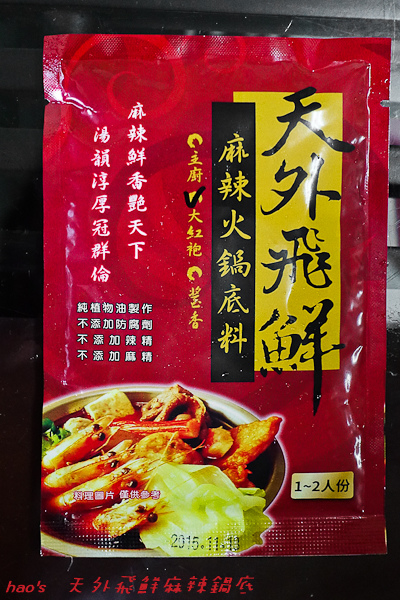 天外飛鮮
麻辣火鍋底料
主廚
大紅袍
醬香
麻辣鮮香艷天下
湯韻淳厚冠群倫
純植物油製作
不添加防腐劑
不添加辣精
不添加麻精
料理圖片 僅供參考
1~2人份
2015.11.13
hao's 天外飛鮮麻辣鍋底